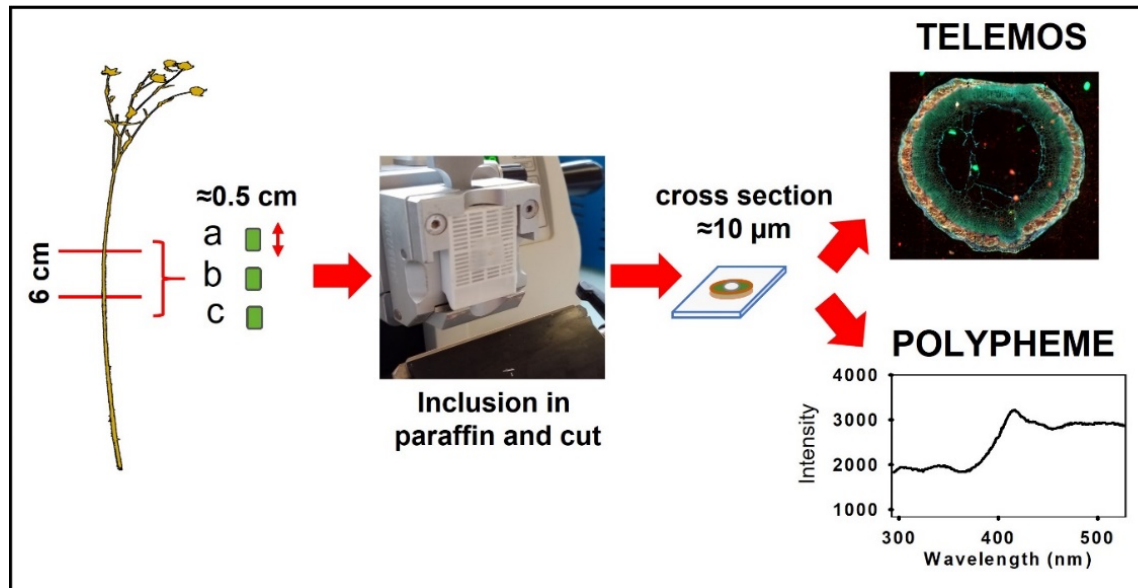 6 cm
≈0.5 cm
a
b
c
Inclusion in
paraffin and cut
cross section
≈10 µm
TELEMOS
POLYPHEME
4000
3000
2000
1000
Intensity
300
400
500
Wavelength (nm)